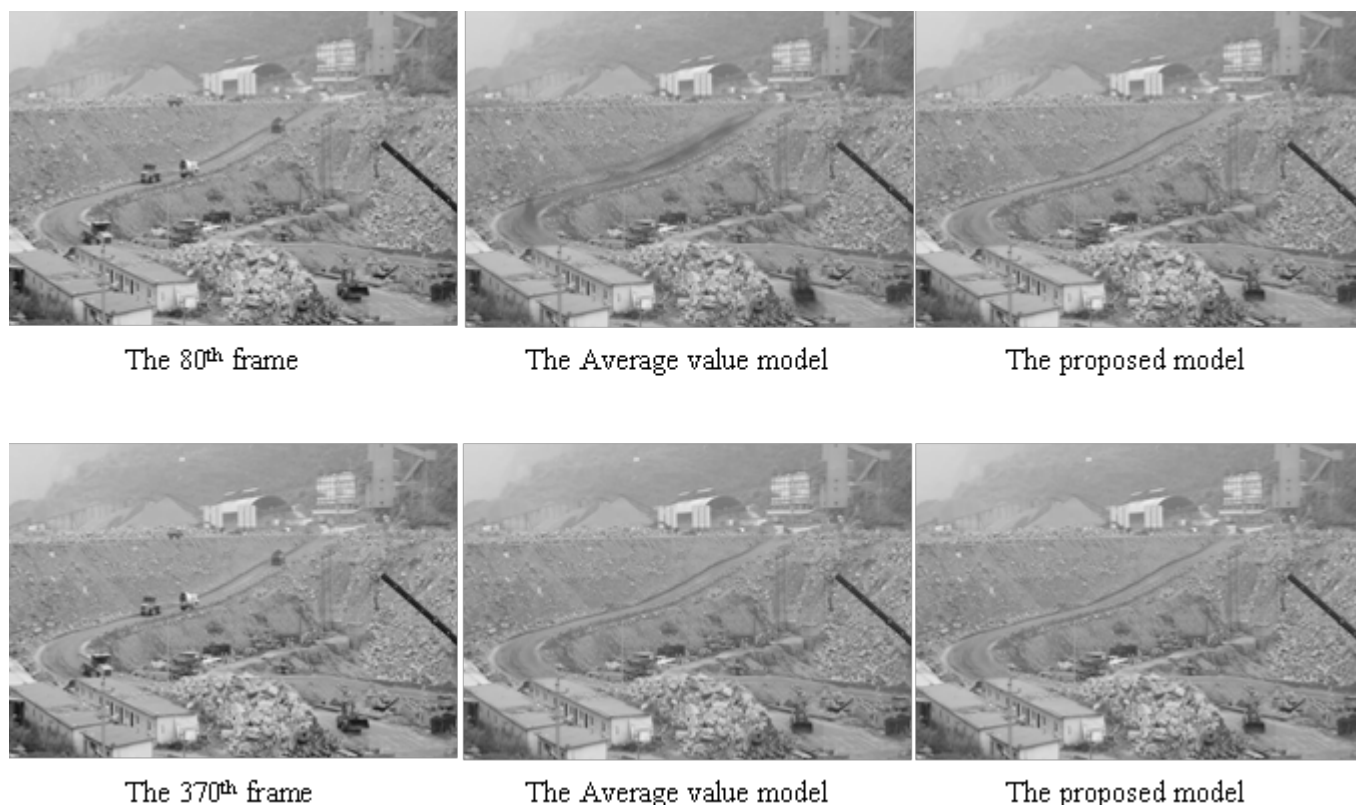 The 80th frame
The Average value model
The proposed model
The 370th frame
The Average value model
The proposed model